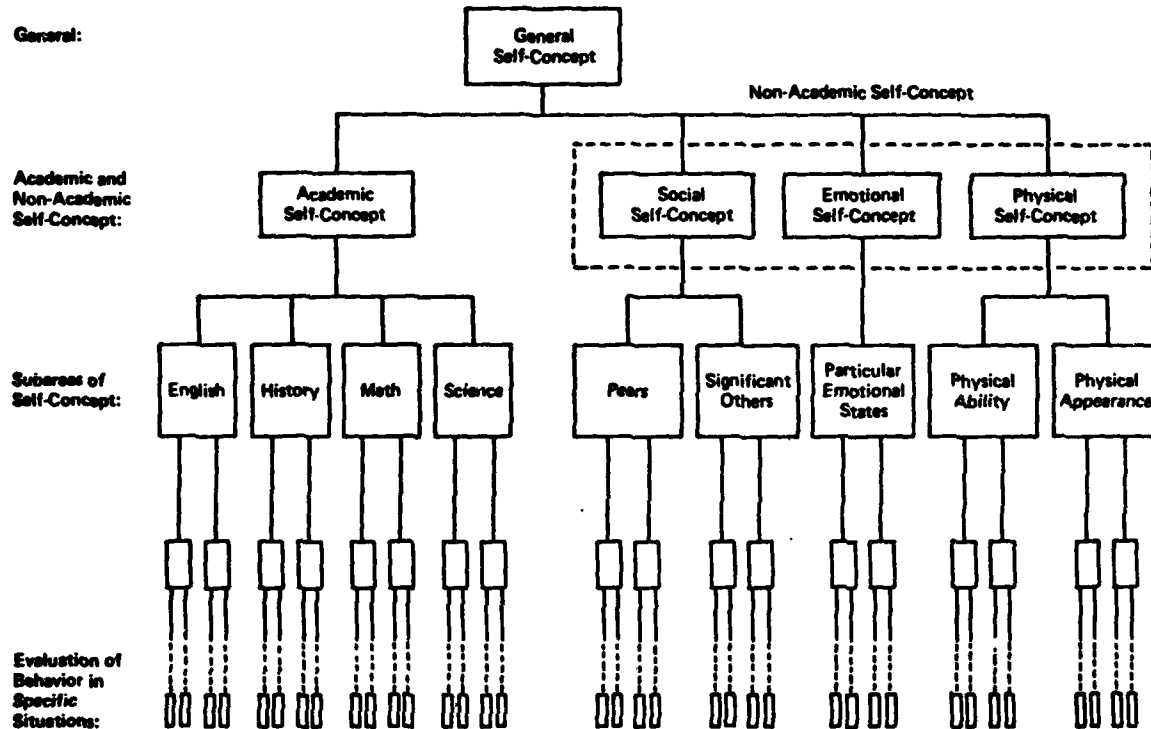 General:
General
Self-Concept
Non-Academic Self-Concept
Academic and
Non-Academic
Self-Concept:
Academic
Self-Concept
Social
Self-Concept
Emotional
Self-Concept
Physical
Self-Concept
Subareas of
Self-Concept:
English
History
Math
Science
Peers
Significant
Others
Particular
Emotional
States
Physical
Ability
Physical
Appearance
Evaluation of
Behavior in
Specific
Situations: